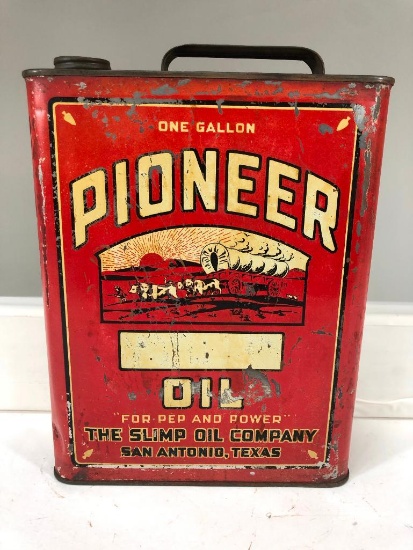 ONE GALLON
PIONEER
OIL
"FOR PEP AND POWER"
THE SLIMP OIL COMPANY
SAN ANTONIO, TEXAS